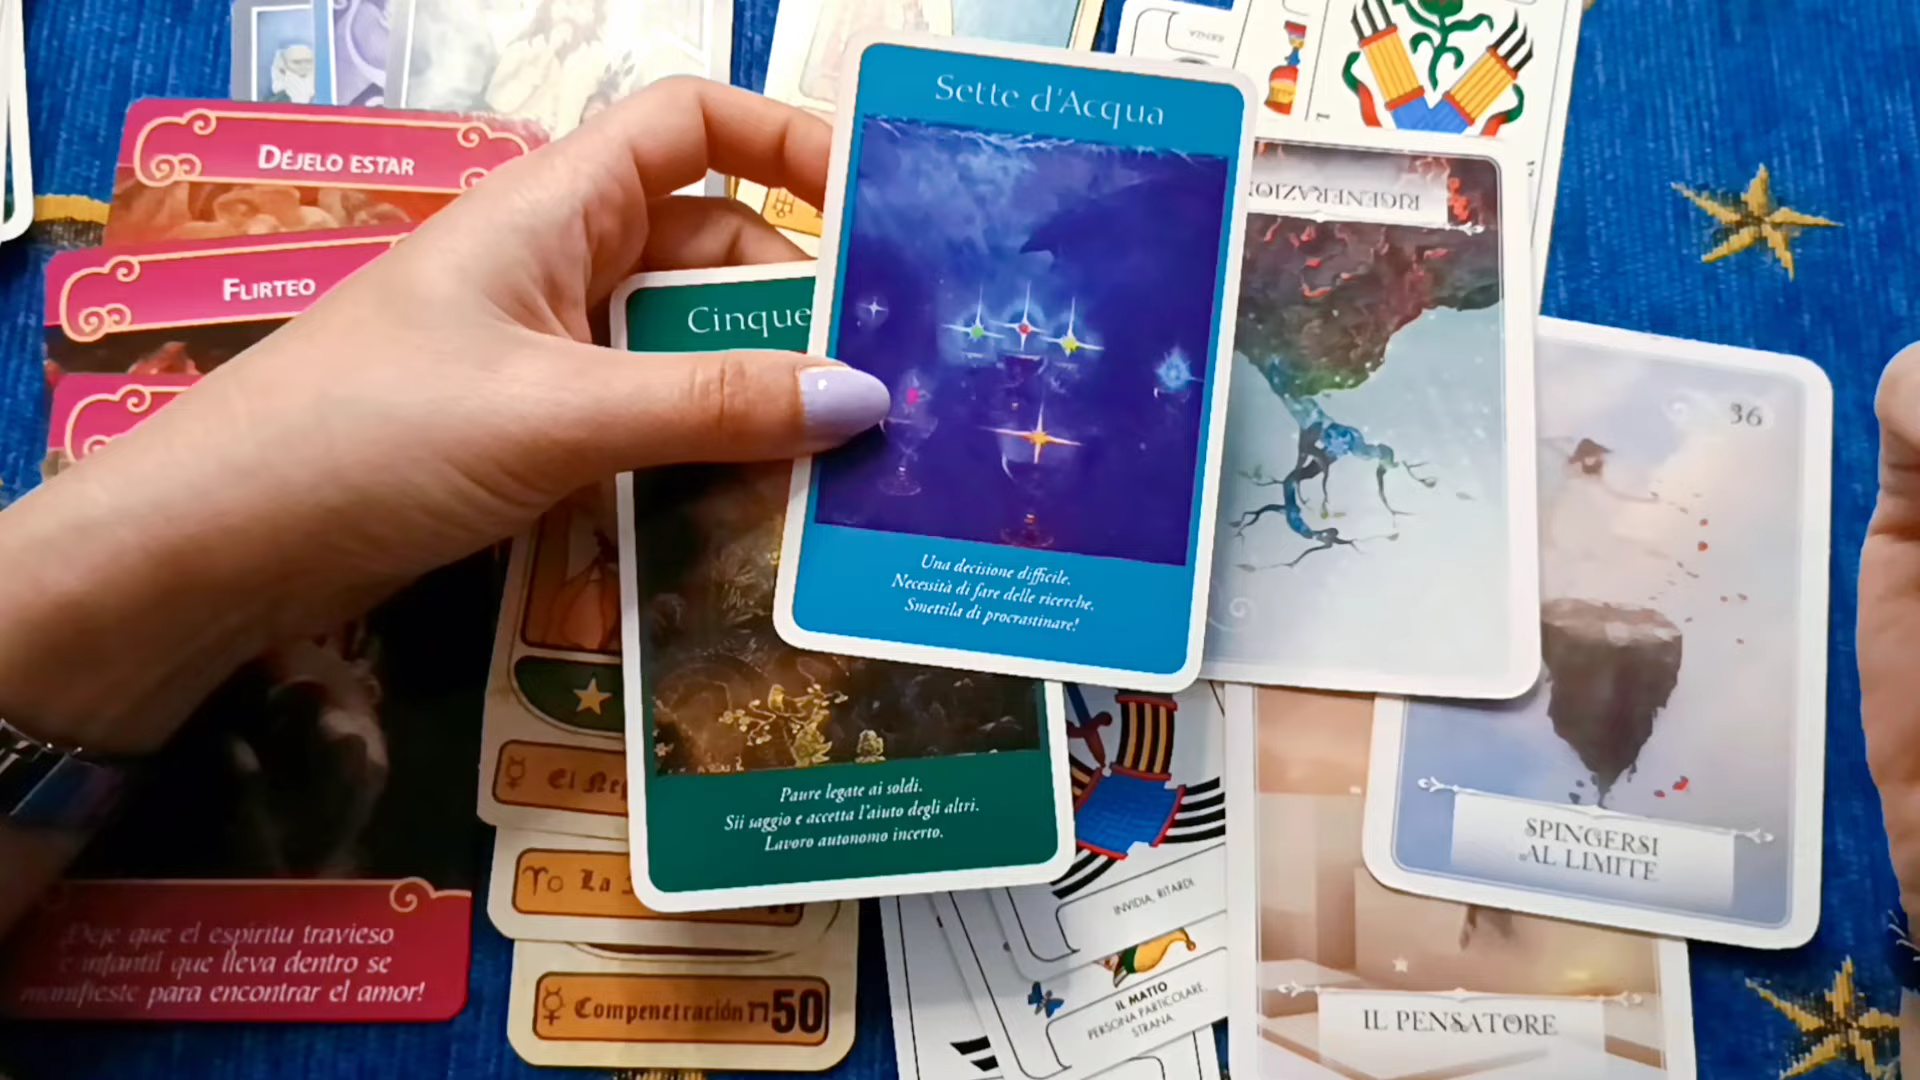 Sette d'Acqua
Una decisione difficile.
Necessità di fare delle ricerche.
Smettila di procrastinare!
Cinque
Paure legate ai soldi.
Sii saggio e accetta l'aiuto degli altri.
Lavoro autonomo incerto.
DÉJELO ESTAR
FLIRTEO
Deje que el espíritu travieso
e infantil que lleva dentro se
manifieste para encontrar el amor!
El
La
Compenetración 50
INVIDIA, RITARDI.
IL MATTO
PERSONA PARTICOLARE,
STRANA.
RIGENERAZIO
36
SPINGERSI
AL LIMITE
IL PENSATORE